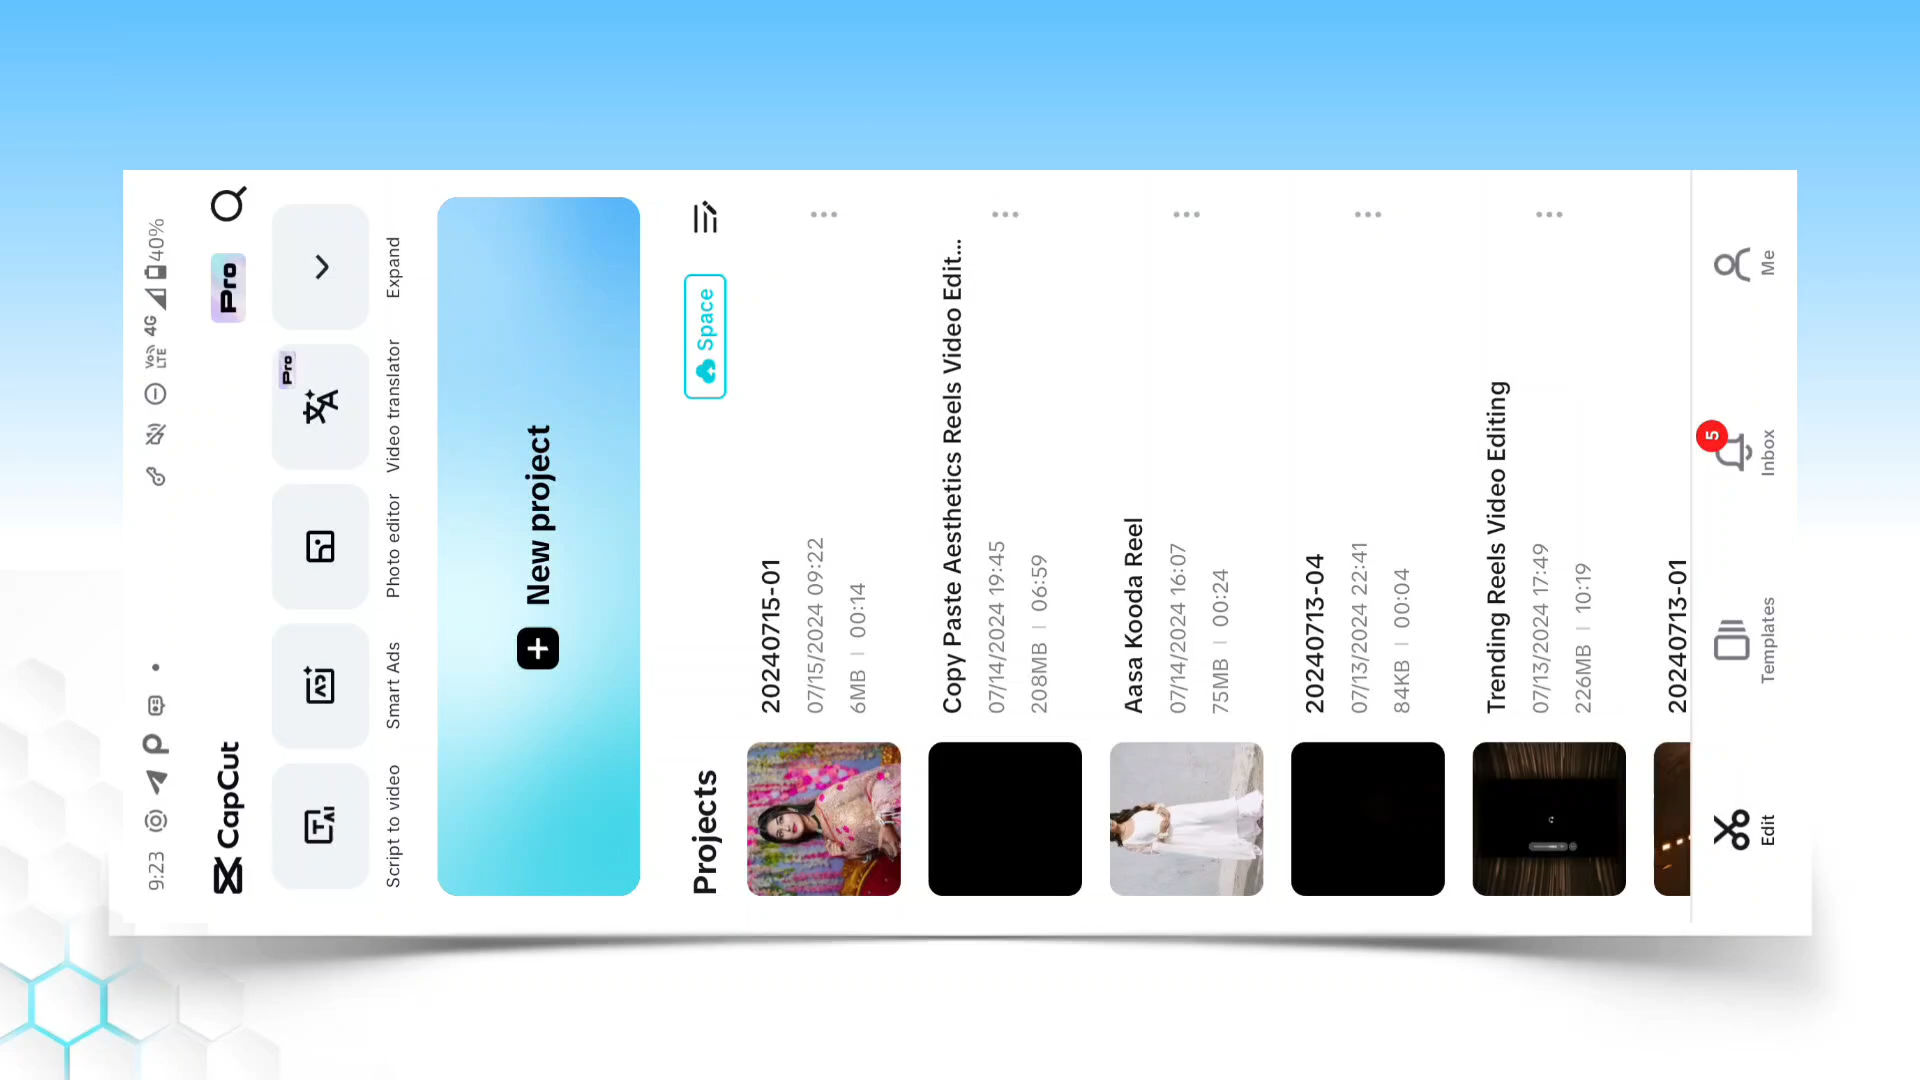 9:23
Vo LTE 4G 40%
CapCut
Pro
Script to video
Smart Ads
Photo editor
Pro
Video translator
Expand
New project
Projects
Space
20240715-01
07/15/2024 09:22
6MB | 00:14
Copy Paste Aesthetics Reels Video Edit...
07/14/2024 19:45
208MB | 06:59
Aasa Kooda Reel
07/14/2024 16:07
75MB | 00:24
20240713-04
07/13/2024 22:41
84KB | 00:04
Trending Reels Video Editing
07/13/2024 17:49
226MB | 10:19
20240713-01
Edit
Templates
5
Inbox
Me